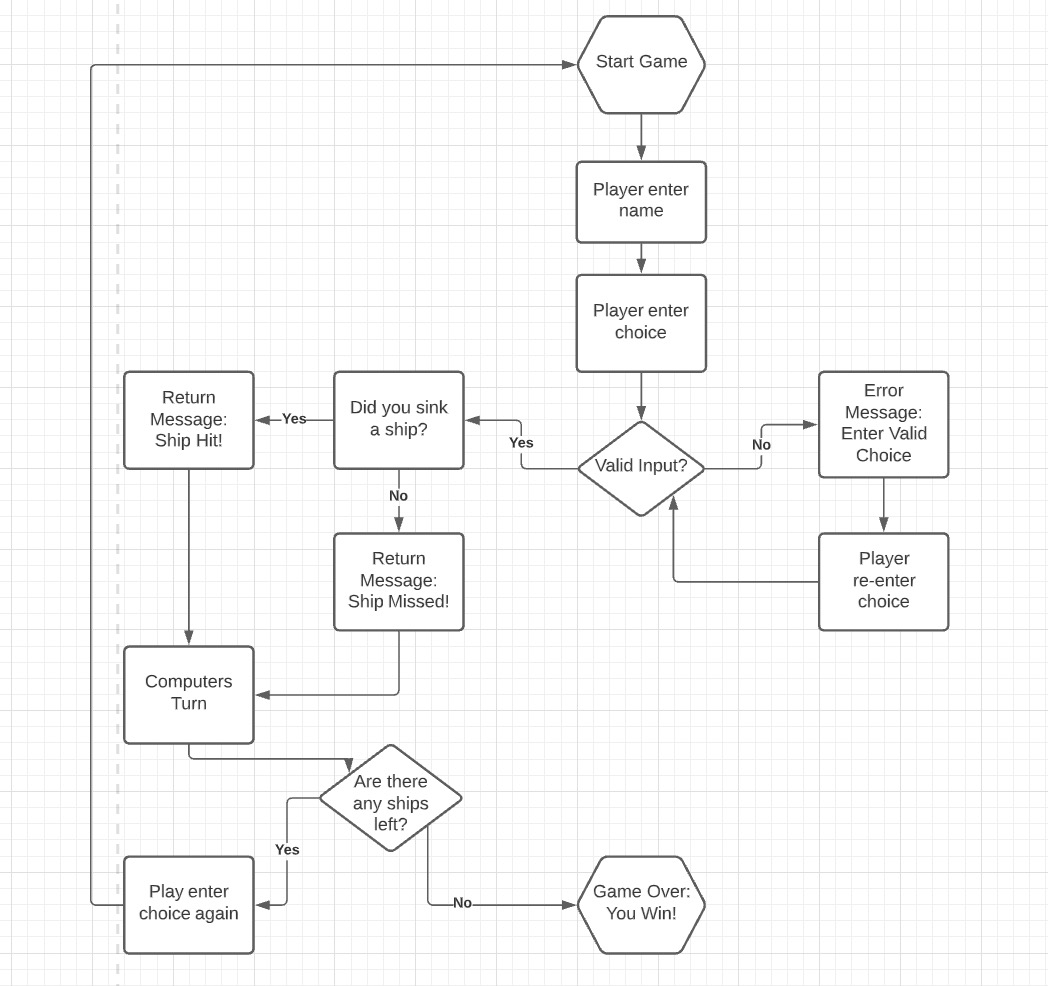 Start Game
Player enter
name
Player enter
choice
Valid Input?
Yes
No
Error
Message:
Enter Valid
Choice
Player
re-enter
choice
Did you sink
a ship?
Yes
No
Return
Message:
Ship Hit!
Return
Message:
Ship Missed!
Computers
Turn
Are there
any ships
left?
Yes
No
Play enter
choice again
Game Over:
You Win!